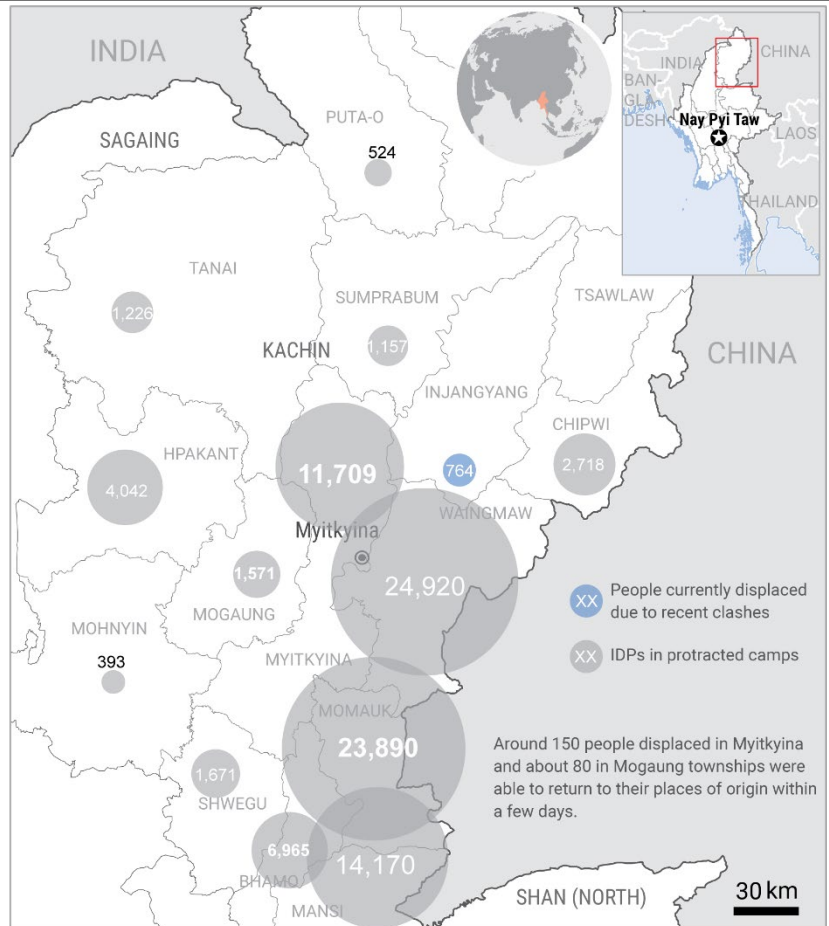 INDIA
PUTA-O
524
SAGAING
INDIA
CHINA
BAN-
GLA
DESH
Nay Pyi Taw
LAOS
THAILAND
TANAI
1,226
SUMPRABUM
1,157
TSAWLAW
KACHIN
CHINA
INJANGYANG
CHIPWI
2,718
HPAKANT
4,042
11,709
764
WAINGMAW
Myitkyina
24,920
1,571
MOGAUNG
MOHNYIN
393
MYITKYINA
XX People currently displaced
due to recent clashes
XX IDPs in protracted camps
MOMAUK
23,890
Around 150 people displaced in Myitkyina
and about 80 in Mogaung townships were
able to return to their places of origin within
a few days.
1,671
SHWEGU
6,965
14,170
BHAMO
MANSI
SHAN (NORTH)
30 km